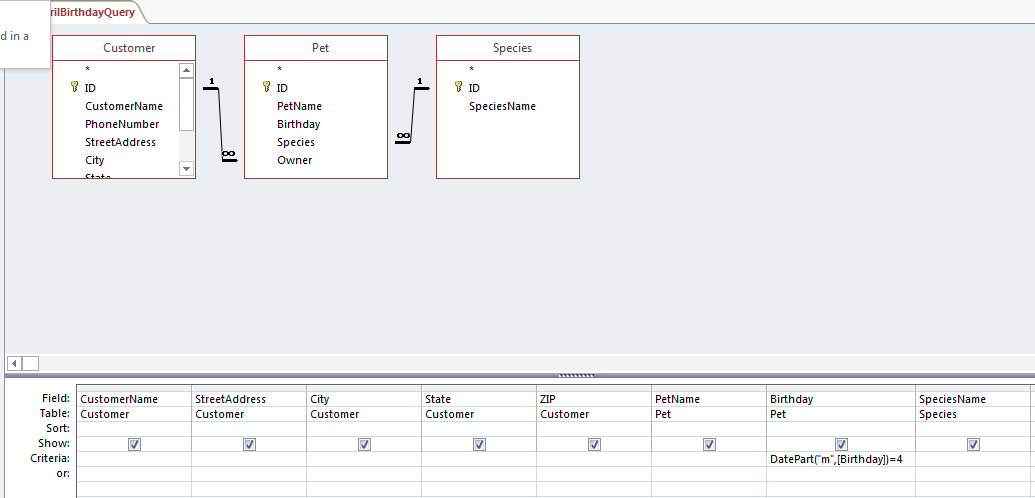 rilBirthdayQuery
d in a
Customer
*
ID
CustomerName
PhoneNumber
StreetAddress
City
State
1
∞
Pet
*
ID
PetName
Birthday
Species
Owner
1
∞
Species
*
ID
SpeciesName
Field: CustomerName StreetAddress City State ZIP PetName Birthday SpeciesName
Table: Customer Customer Customer Customer Customer Pet Pet Species
Sort:
Show:
Criteria: DatePart("m",[Birthday])=4
or: